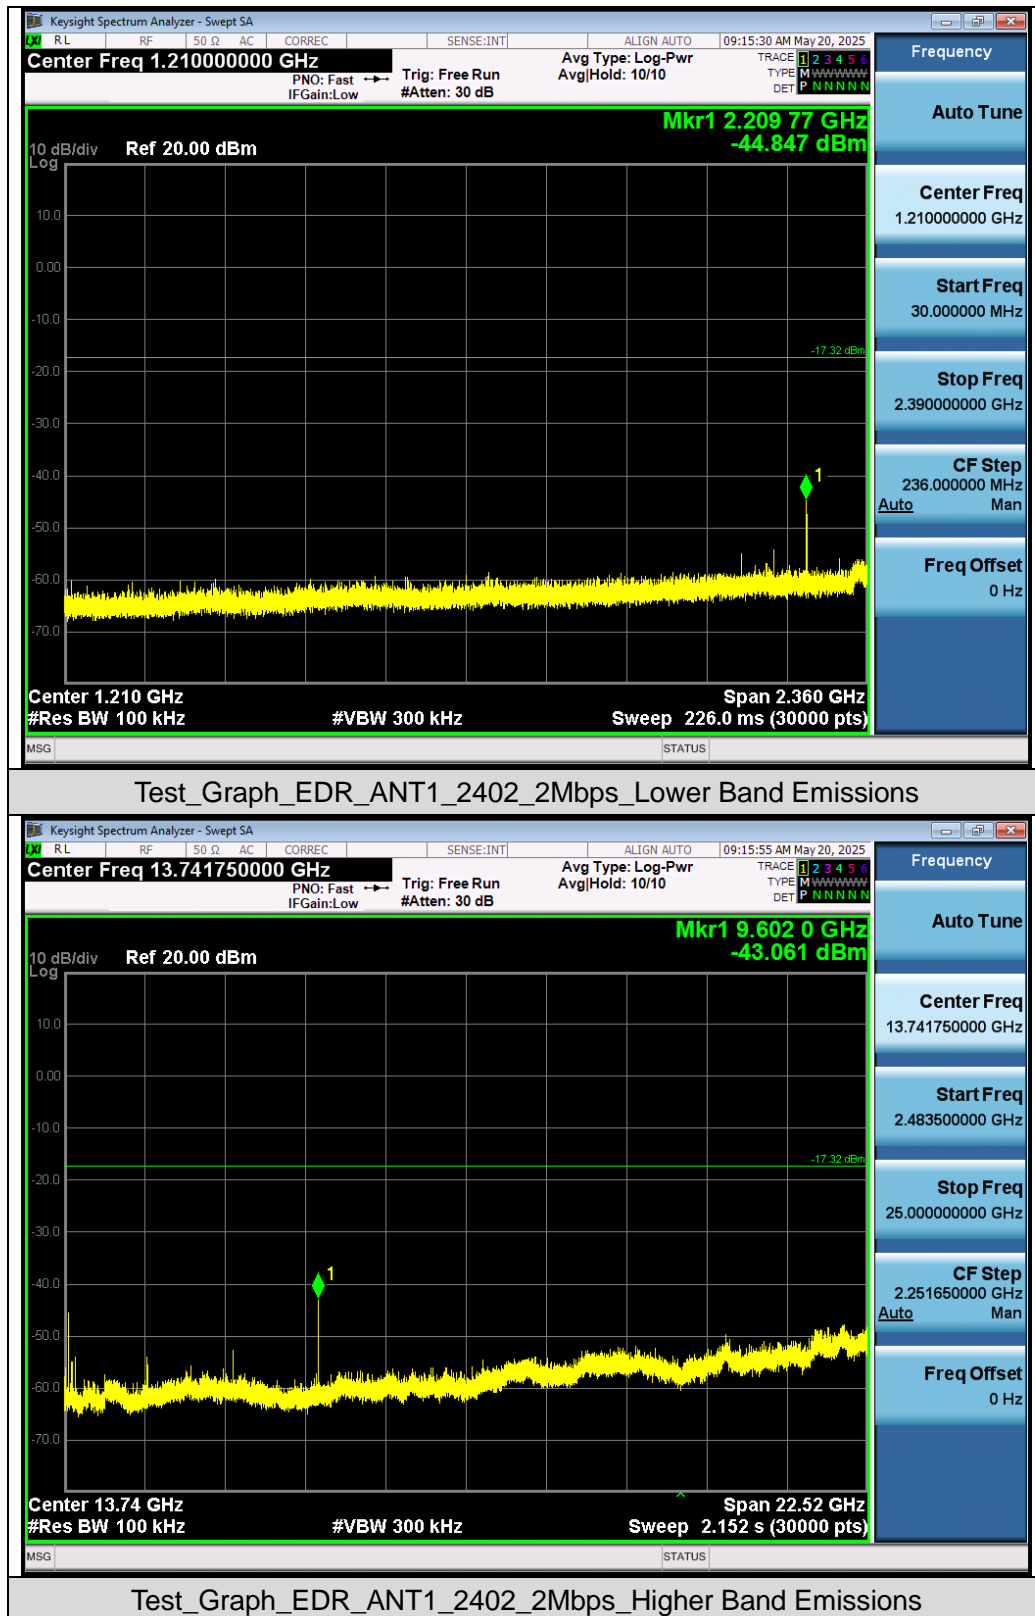 Keysight Spectrum Analyzer - Swept SA
LXI RL RF 50 Ω AC CORREC SENSE:INT ALIGN AUTO 09:15:30 AM May 20, 2025
Center Freq 1.210000000 GHz
PNO: Fast
IFGain:Low
Trig: Free Run
#Atten: 30 dB
Avg Type: Log-Pwr
Avg|Hold: 10/10
TRACE 1 2 3 4 5 6
TYPE M WWWWW
DET P N N N N N
Mkr1 2.209 77 GHz
-44.847 dBm
10 dB/div Ref 20.00 dBm
Log
10.0
0.00
-10.0
-17.32 dBm
-20.0
-30.0
-40.0
1
-50.0
-60.0
-70.0
Center 1.210 GHz Span 2.360 GHz
#Res BW 100 kHz #VBW 300 kHz Sweep 226.0 ms (30000 pts)
MSG STATUS
Frequency
Auto Tune
Center Freq
1.210000000 GHz
Start Freq
30.000000 MHz
Stop Freq
2.390000000 GHz
CF Step
236.000000 MHz
Auto Man
Freq Offset
0 Hz
Test_Graph_EDR_ANT1_2402_2Mbps_Lower Band Emissions
Keysight Spectrum Analyzer - Swept SA
LXI RL RF 50 Ω AC CORREC SENSE:INT ALIGN AUTO 09:15:55 AM May 20, 2025
Center Freq 13.741750000 GHz
PNO: Fast
IFGain:Low
Trig: Free Run
#Atten: 30 dB
Avg Type: Log-Pwr
Avg|Hold: 10/10
TRACE 1 2 3 4 5 6
TYPE M WWWWW
DET P N N N N N
Mkr1 9.602 0 GHz
-43.061 dBm
10 dB/div Ref 20.00 dBm
Log
10.0
0.00
-10.0
-17.32 dBm
-20.0
-30.0
-40.0
1
-50.0
-60.0
-70.0
Center 13.74 GHz Span 22.52 GHz
#Res BW 100 kHz #VBW 300 kHz Sweep 2.152 s (30000 pts)
MSG STATUS
Frequency
Auto Tune
Center Freq
13.741750000 GHz
Start Freq
2.483500000 GHz
Stop Freq
25.000000000 GHz
CF Step
2.251650000 GHz
Auto Man
Freq Offset
0 Hz
Test_Graph_EDR_ANT1_2402_2Mbps_Higher Band Emissions